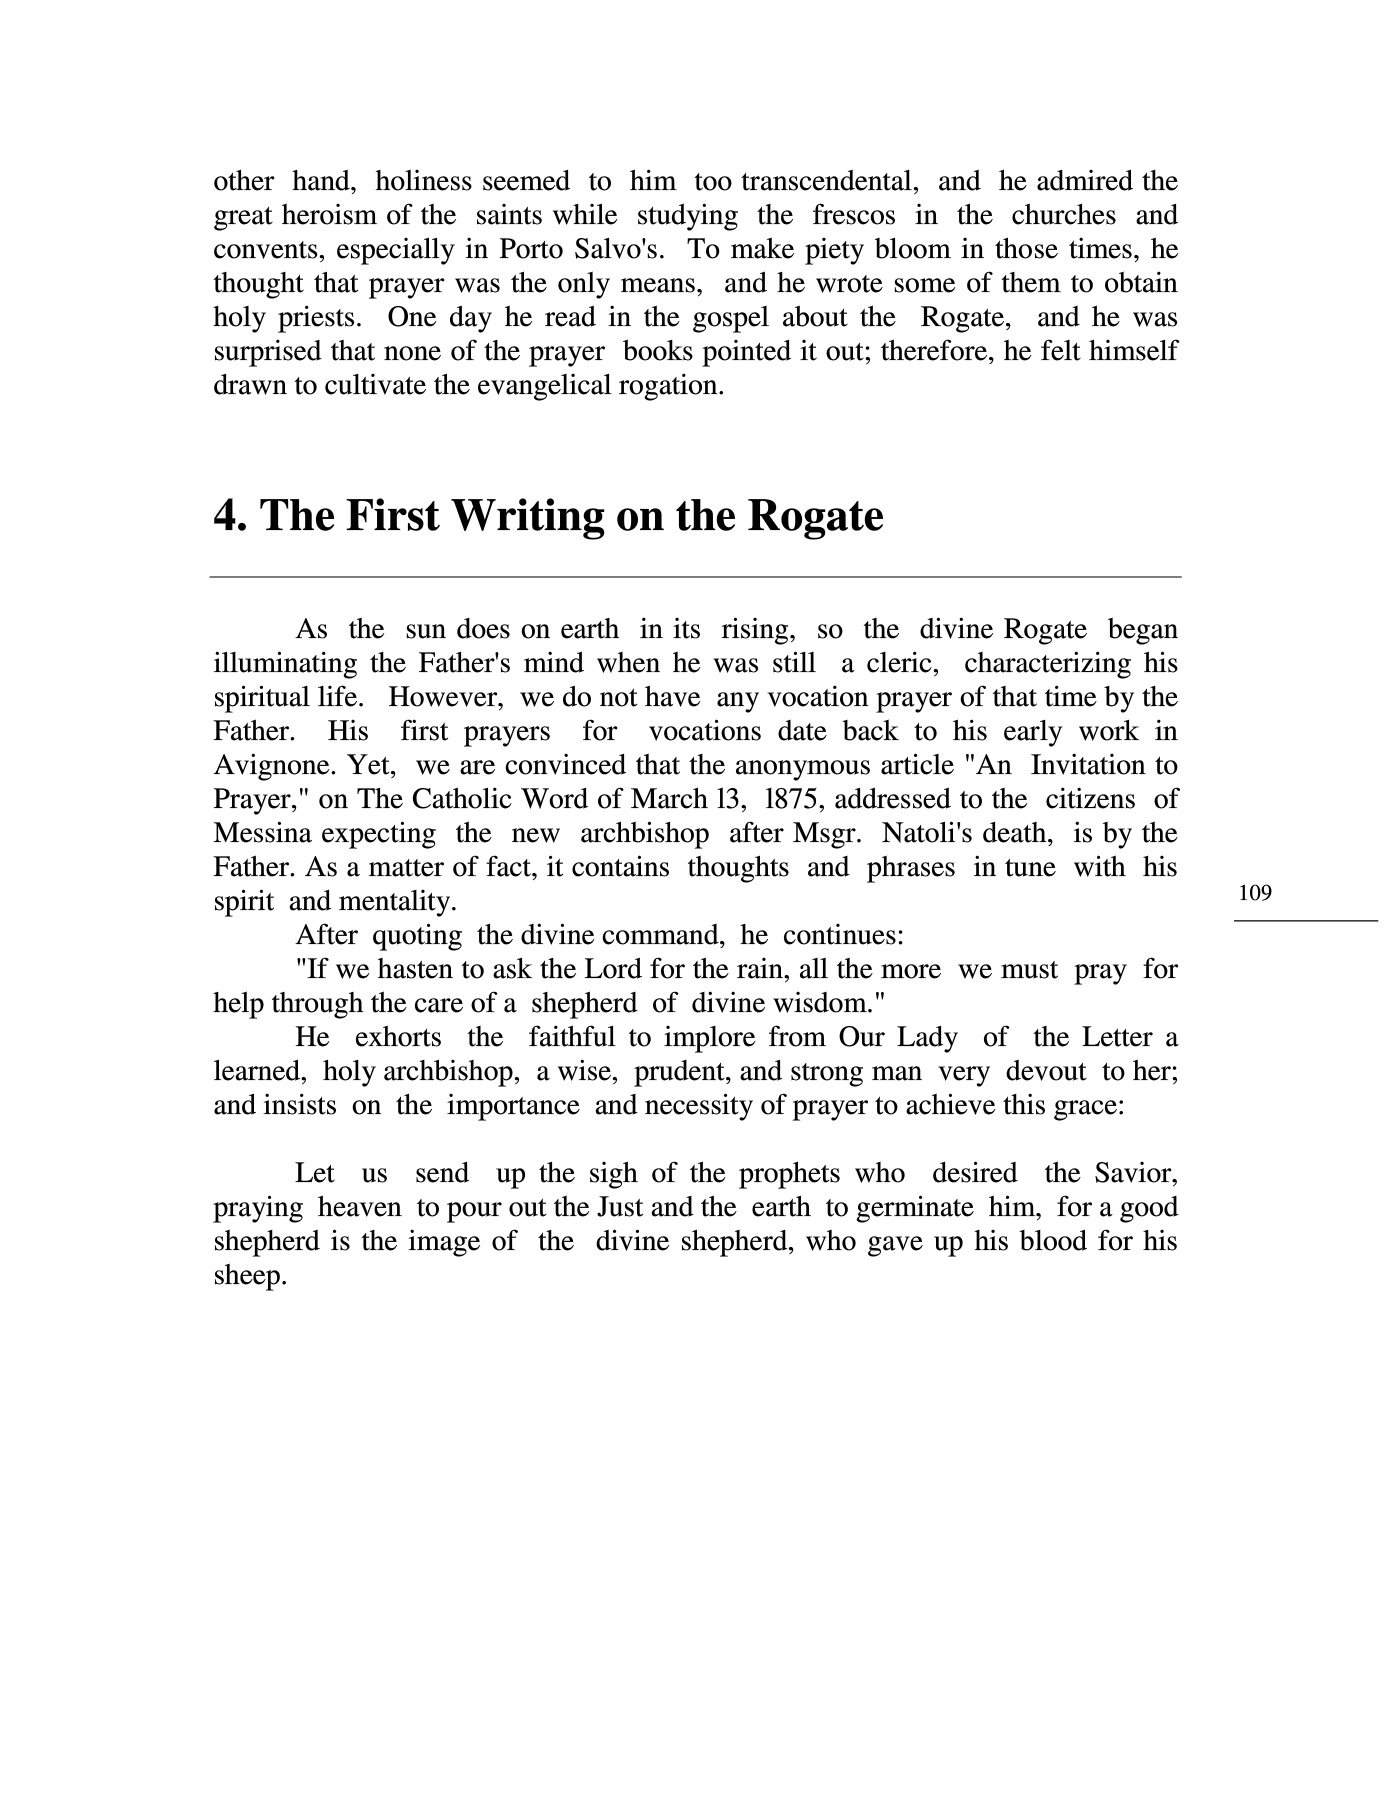 other hand, holiness seemed to him too transcendental, and he admired the
great heroism of the saints while studying the frescos in the churches and
convents, especially in Porto Salvo's. To make piety bloom in those times, he
thought that prayer was the only means, and he wrote some of them to obtain
holy priests. One day he read in the gospel about the Rogate, and he was
surprised that none of the prayer books pointed it out; therefore, he felt himself
drawn to cultivate the evangelical rogation.
4. The First Writing on the Rogate
As the sun does on earth in its rising, so the divine Rogate began
illuminating the Father's mind when he was still a cleric, characterizing his
spiritual life. However, we do not have any vocation prayer of that time by the
Father. His first prayers for vocations date back to his early work in
Avignone. Yet, we are convinced that the anonymous article "An Invitation to
Prayer," on The Catholic Word of March 13, 1875, addressed to the citizens of
Messina expecting the new archbishop after Msgr. Natoli's death, is by the
Father. As a matter of fact, it contains thoughts and phrases in tune with his
spirit and mentality.
109
After quoting the divine command, he continues:
"If we hasten to ask the Lord for the rain, all the more we must pray for
help through the care of a shepherd of divine wisdom."
He exhorts the faithful to implore from Our Lady of the Letter a
learned, holy archbishop, a wise, prudent, and strong man very devout to her;
and insists on the importance and necessity of prayer to achieve this grace:
Let us send up the sigh of the prophets who desired the Savior,
praying heaven to pour out the Just and the earth to germinate him, for a good
shepherd is the image of the divine shepherd, who gave up his blood for his
sheep.